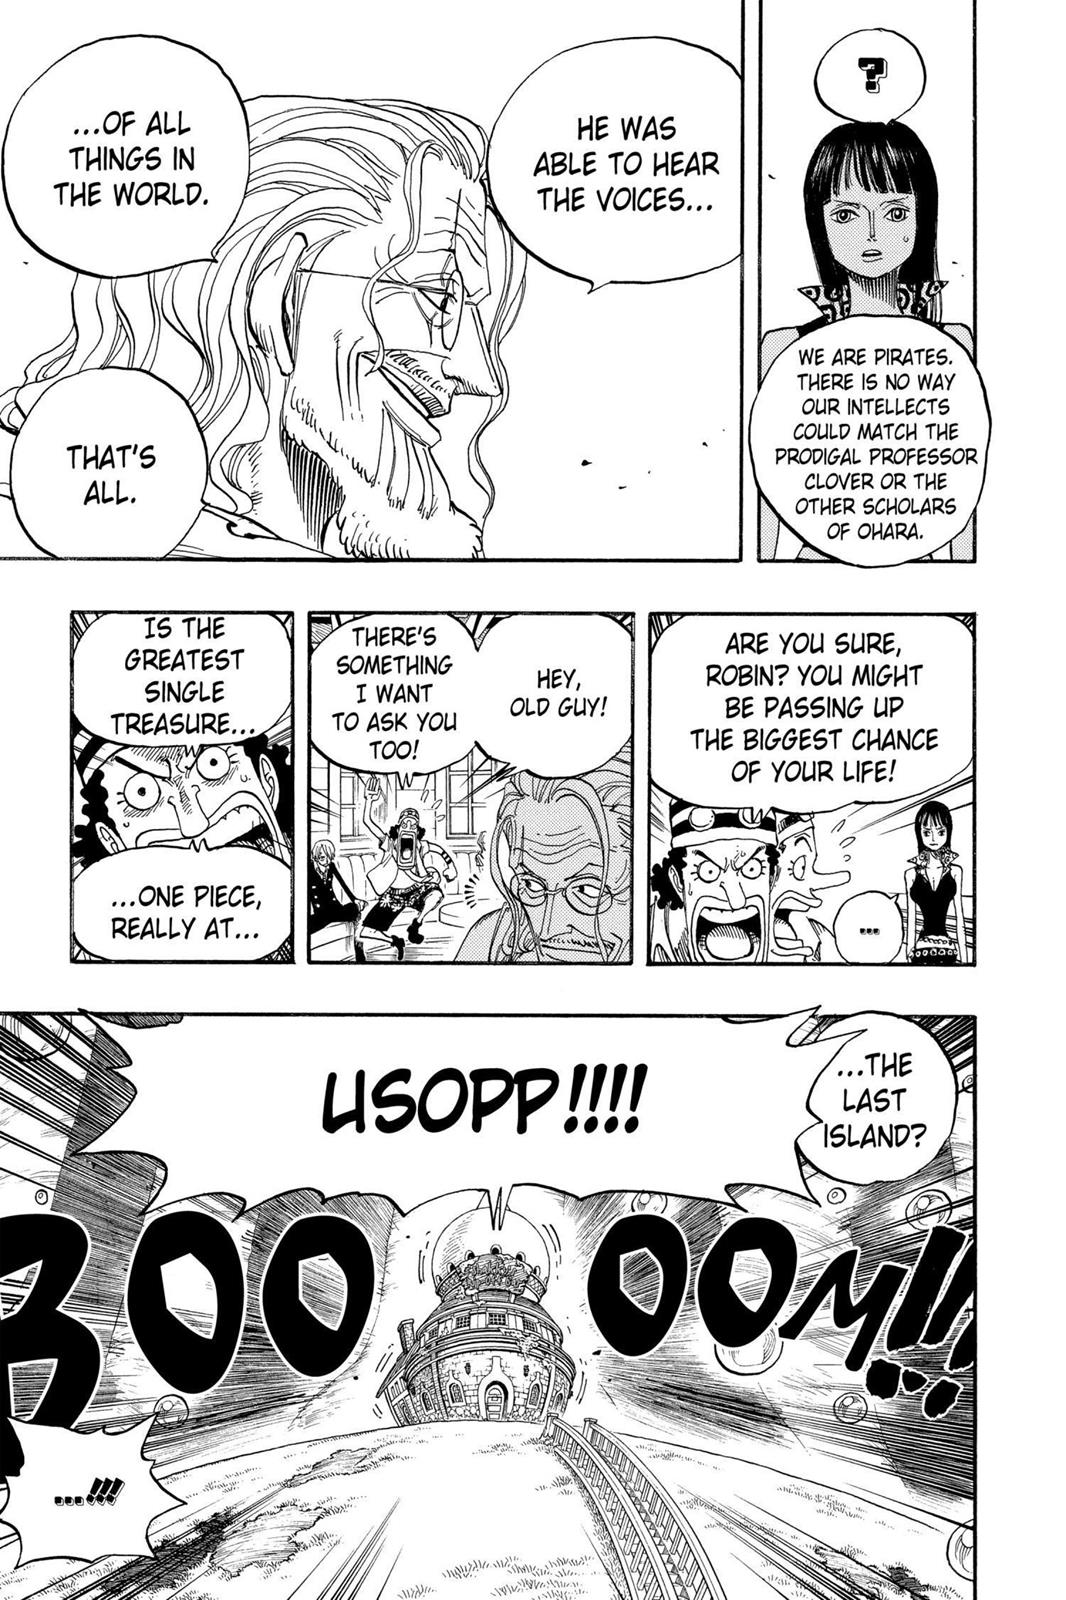 ?
WE ARE PIRATES.
THERE IS NO WAY
OUR INTELLECTS
COULD MATCH THE
PRODIGAL PROFESSOR
CLOVER OR THE
OTHER SCHOLARS
OF OHARA.
HE WAS
ABLE TO HEAR
THE VOICES...
...OF ALL
THINGS IN
THE WORLD.
THAT'S
ALL.
ARE YOU SURE,
ROBIN? YOU MIGHT
BE PASSING UP
THE BIGGEST CHANCE
OF YOUR LIFE!
...
HEY,
OLD GUY!
THERE'S
SOMETHING
I WANT
TO ASK YOU
TOO!
IS THE
GREATEST
SINGLE
TREASURE...
...ONE PIECE,
REALLY AT...
...THE
LAST
ISLAND?
USOPP!!!!
BOOOOM!!!
...!!!